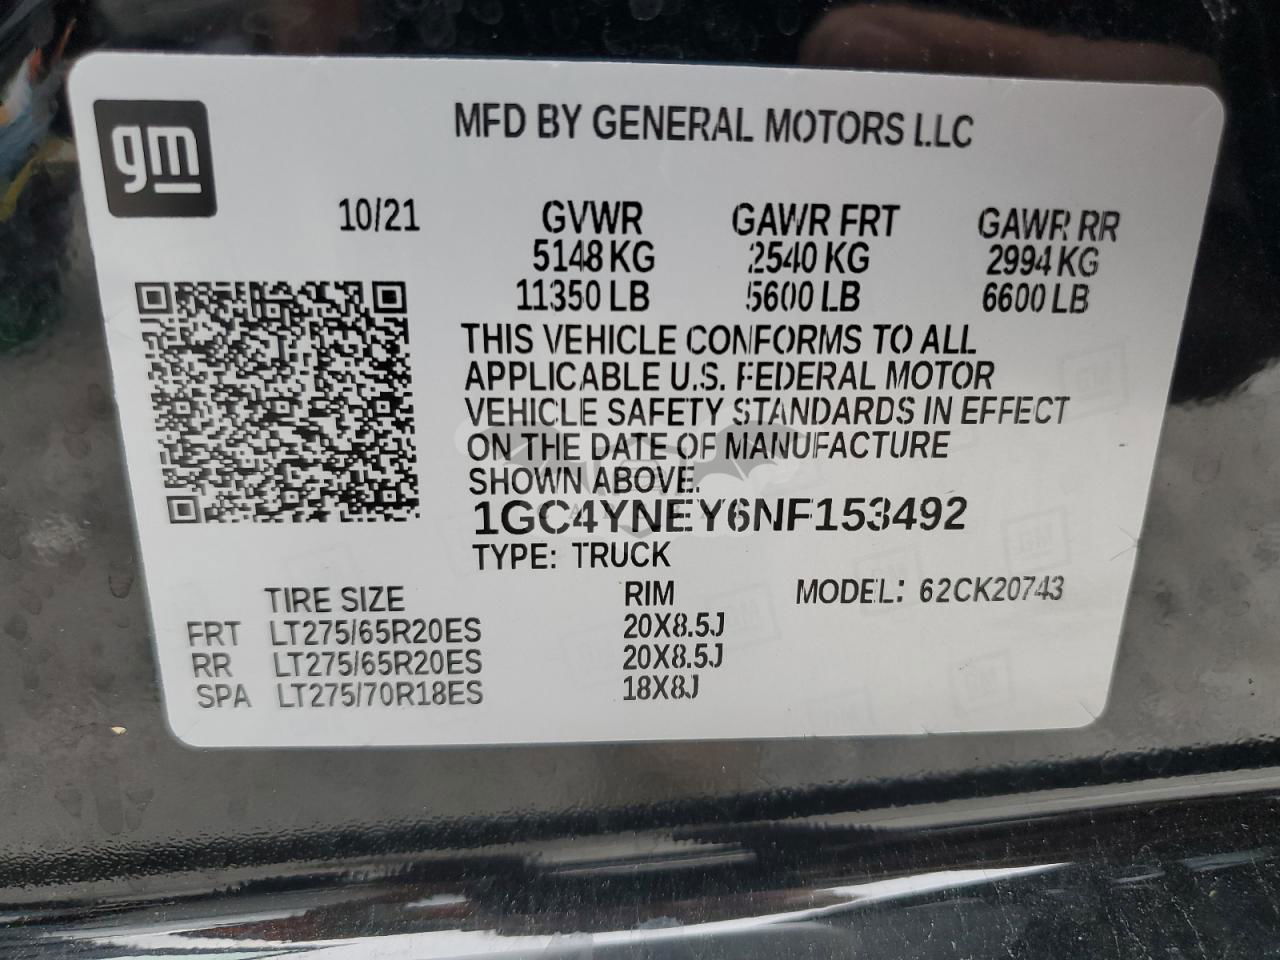 gm
MFD BY GENERAL MOTORS LLC
10/21
GVWR GAWR FRT GAWR RR
5148 KG 2540 KG 2994 KG
11350 LB 5600 LB 6600 LB
THIS VEHICLE CONFORMS TO ALL
APPLICABLE U.S. FEDERAL MOTOR
VEHICLE SAFETY STANDARDS IN EFFECT
ON THE DATE OF MANUFACTURE
SHOWN ABOVE.
1GC4YNEY6NF153492
TYPE: TRUCK
TIRE SIZE RIM MODEL: 62CK20743
FRT LT275/65R20ES 20X8.5J
RR LT275/65R20ES 20X8.5J
SPA LT275/70R18ES 18X8J